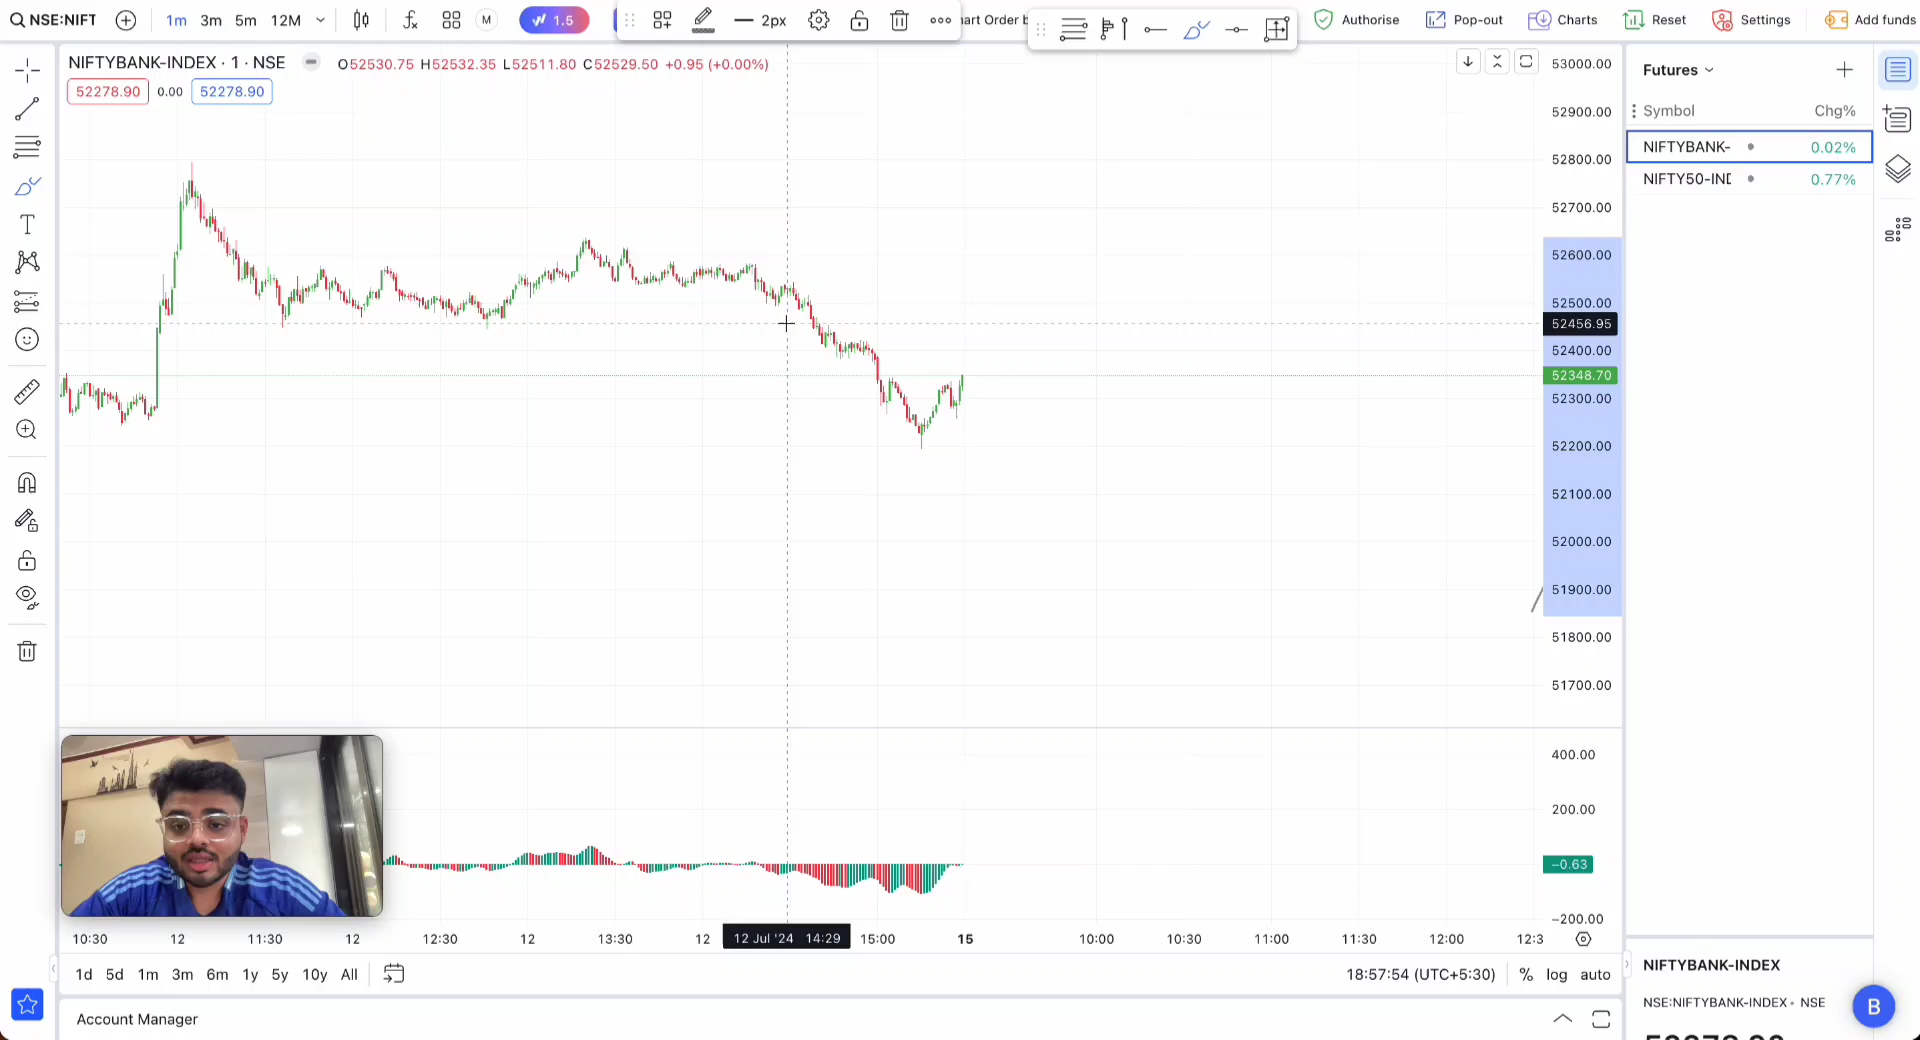 NSE:NIFT 1m 3m 5m 12M M 1.5 2px Authorise Pop-out Charts Reset Settings Add funds
NIFTYBANK-INDEX · 1 · NSE O52530.75 H52532.35 L52511.80 C52529.50 +0.95 (+0.00%)
52278.90 0.00 52278.90
53000.00
52900.00
52800.00
52700.00
52600.00
52500.00
52456.95
52400.00
52348.70
52300.00
52200.00
52100.00
52000.00
51900.00
51800.00
51700.00
400.00
200.00
−0.63
−200.00
10:30 12 11:30 12 12:30 12 13:30 12 12 Jul '24 14:29 15:00 15 10:00 10:30 11:00 11:30 12:00 12:3
1d 5d 1m 3m 6m 1y 5y 10y All 18:57:54 (UTC+5:30) % log auto
Account Manager
Futures
Symbol Chg%
NIFTYBANK- 0.02%
NIFTY50-IND 0.77%
NIFTYBANK-INDEX
NSE:NIFTYBANK-INDEX NSE
B